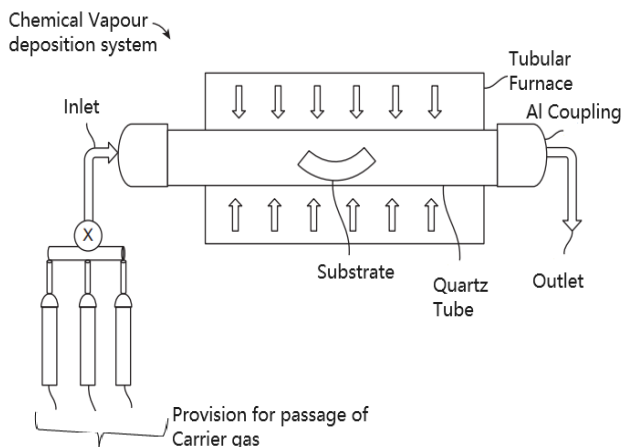 Chemical Vapour
deposition system
Tubular
Furnace
Inlet
Al Coupling
X
Substrate
Quartz
Tube
Outlet
Provision for passage of
Carrier gas